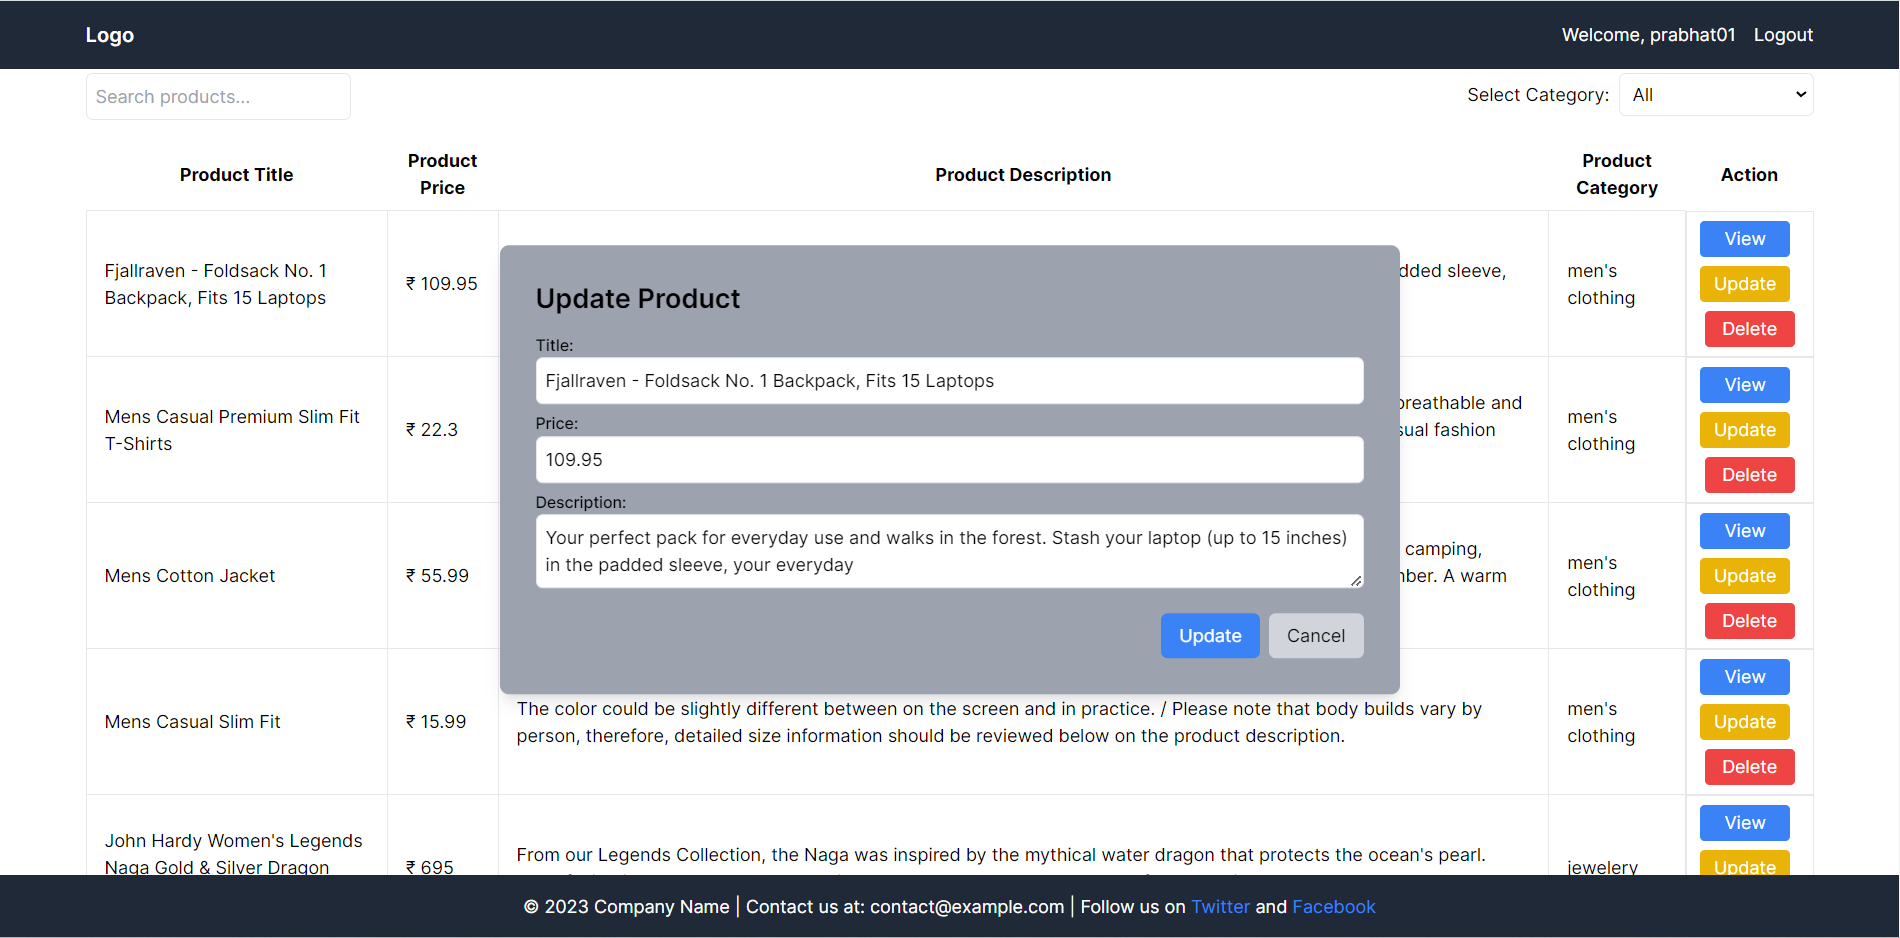 Logo
Welcome, prabhat01 Logout
Search products...
Select Category: All
Product Title
Product
Price
Product Description
Product
Category
Action
Fjallraven - Foldsack No. 1
Backpack, Fits 15 Laptops
₹ 109.95
dded sleeve,
men's
clothing
View
Update
Delete
Mens Casual Premium Slim Fit
T-Shirts
₹ 22.3
breathable and
sual fashion
men's
clothing
View
Update
Delete
Mens Cotton Jacket
₹ 55.99
camping,
ber. A warm
men's
clothing
View
Update
Delete
Mens Casual Slim Fit
₹ 15.99
The color could be slightly different between on the screen and in practice. / Please note that body builds vary by
person, therefore, detailed size information should be reviewed below on the product description.
men's
clothing
View
Update
Delete
John Hardy Women's Legends
Naga Gold & Silver Dragon
₹ 695
From our Legends Collection, the Naga was inspired by the mythical water dragon that protects the ocean's pearl.
jewelery
View
Update
Update Product
Title:
Fjallraven - Foldsack No. 1 Backpack, Fits 15 Laptops
Price:
109.95
Description:
Your perfect pack for everyday use and walks in the forest. Stash your laptop (up to 15 inches)
in the padded sleeve, your everyday
Update Cancel
© 2023 Company Name | Contact us at: contact@example.com | Follow us on Twitter and Facebook